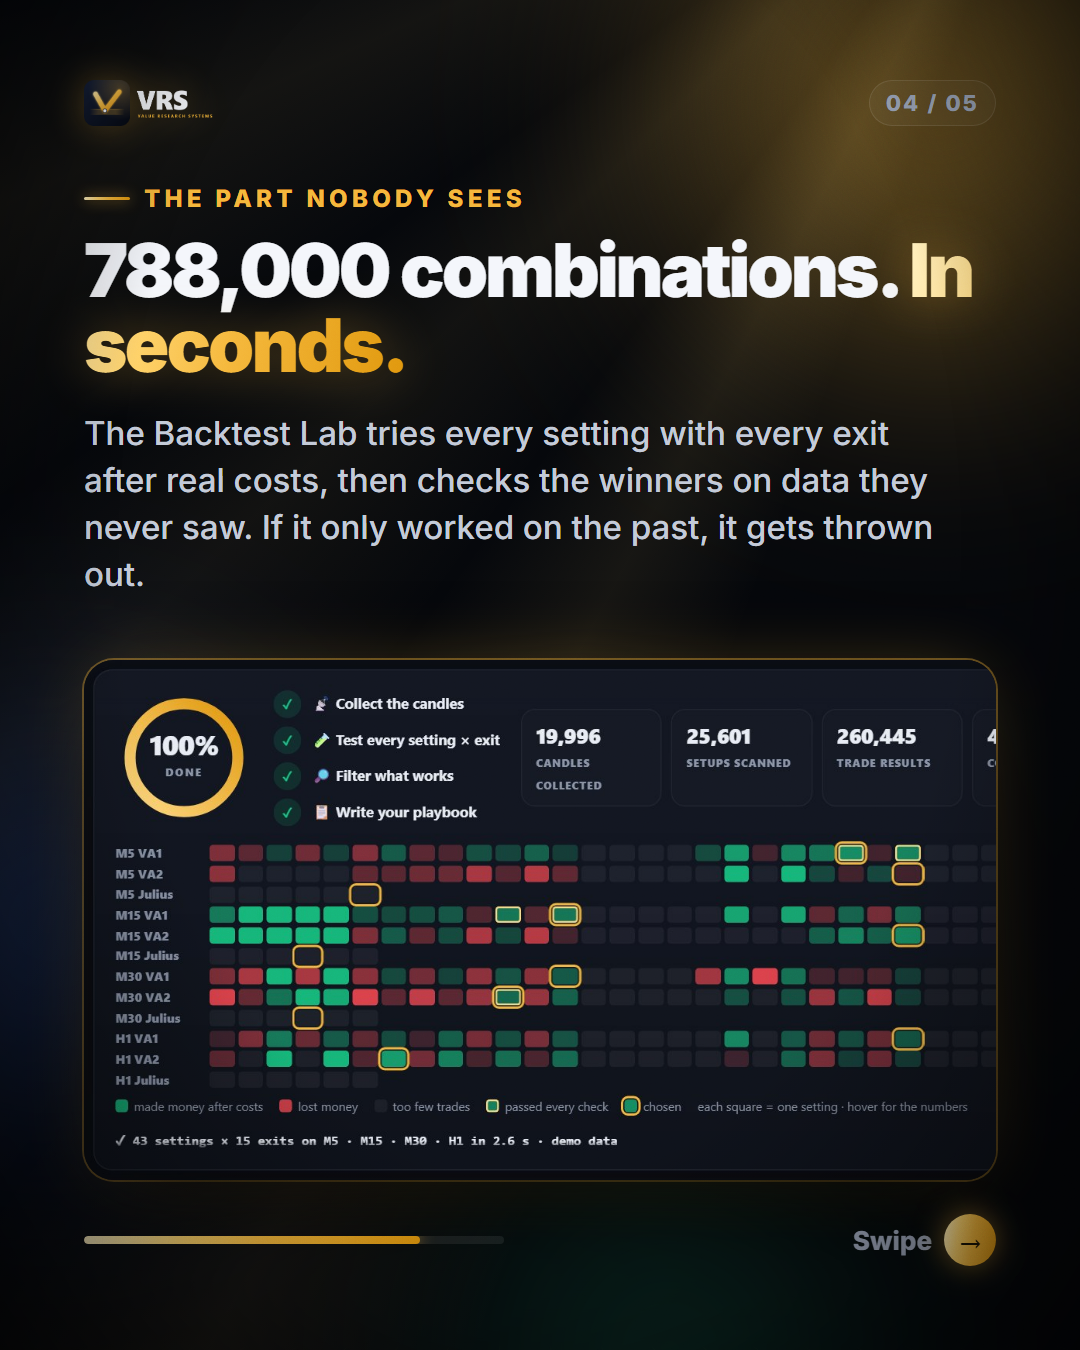 VRS
VALUE RESEARCH SYSTEMS
04 / 05
THE PART NOBODY SEES
788,000 combinations. In
seconds.
The Backtest Lab tries every setting with every exit
after real costs, then checks the winners on data they
never saw. If it only worked on the past, it gets thrown
out.
100%
DONE
✓ Collect the candles
✓ Test every setting × exit
✓ Filter what works
✓ Write your playbook
19,996
CANDLES
COLLECTED
25,601
SETUPS SCANNED
260,445
TRADE RESULTS
M5 VA1
M5 VA2
M5 Julius
M15 VA1
M15 VA2
M15 Julius
M30 VA1
M30 VA2
M30 Julius
H1 VA1
H1 VA2
H1 Julius
made money after costs lost money too few trades passed every check chosen each square = one setting · hover for the numbers
✓ 43 settings × 15 exits on M5 · M15 · M30 · H1 in 2.6 s · demo data
Swipe →